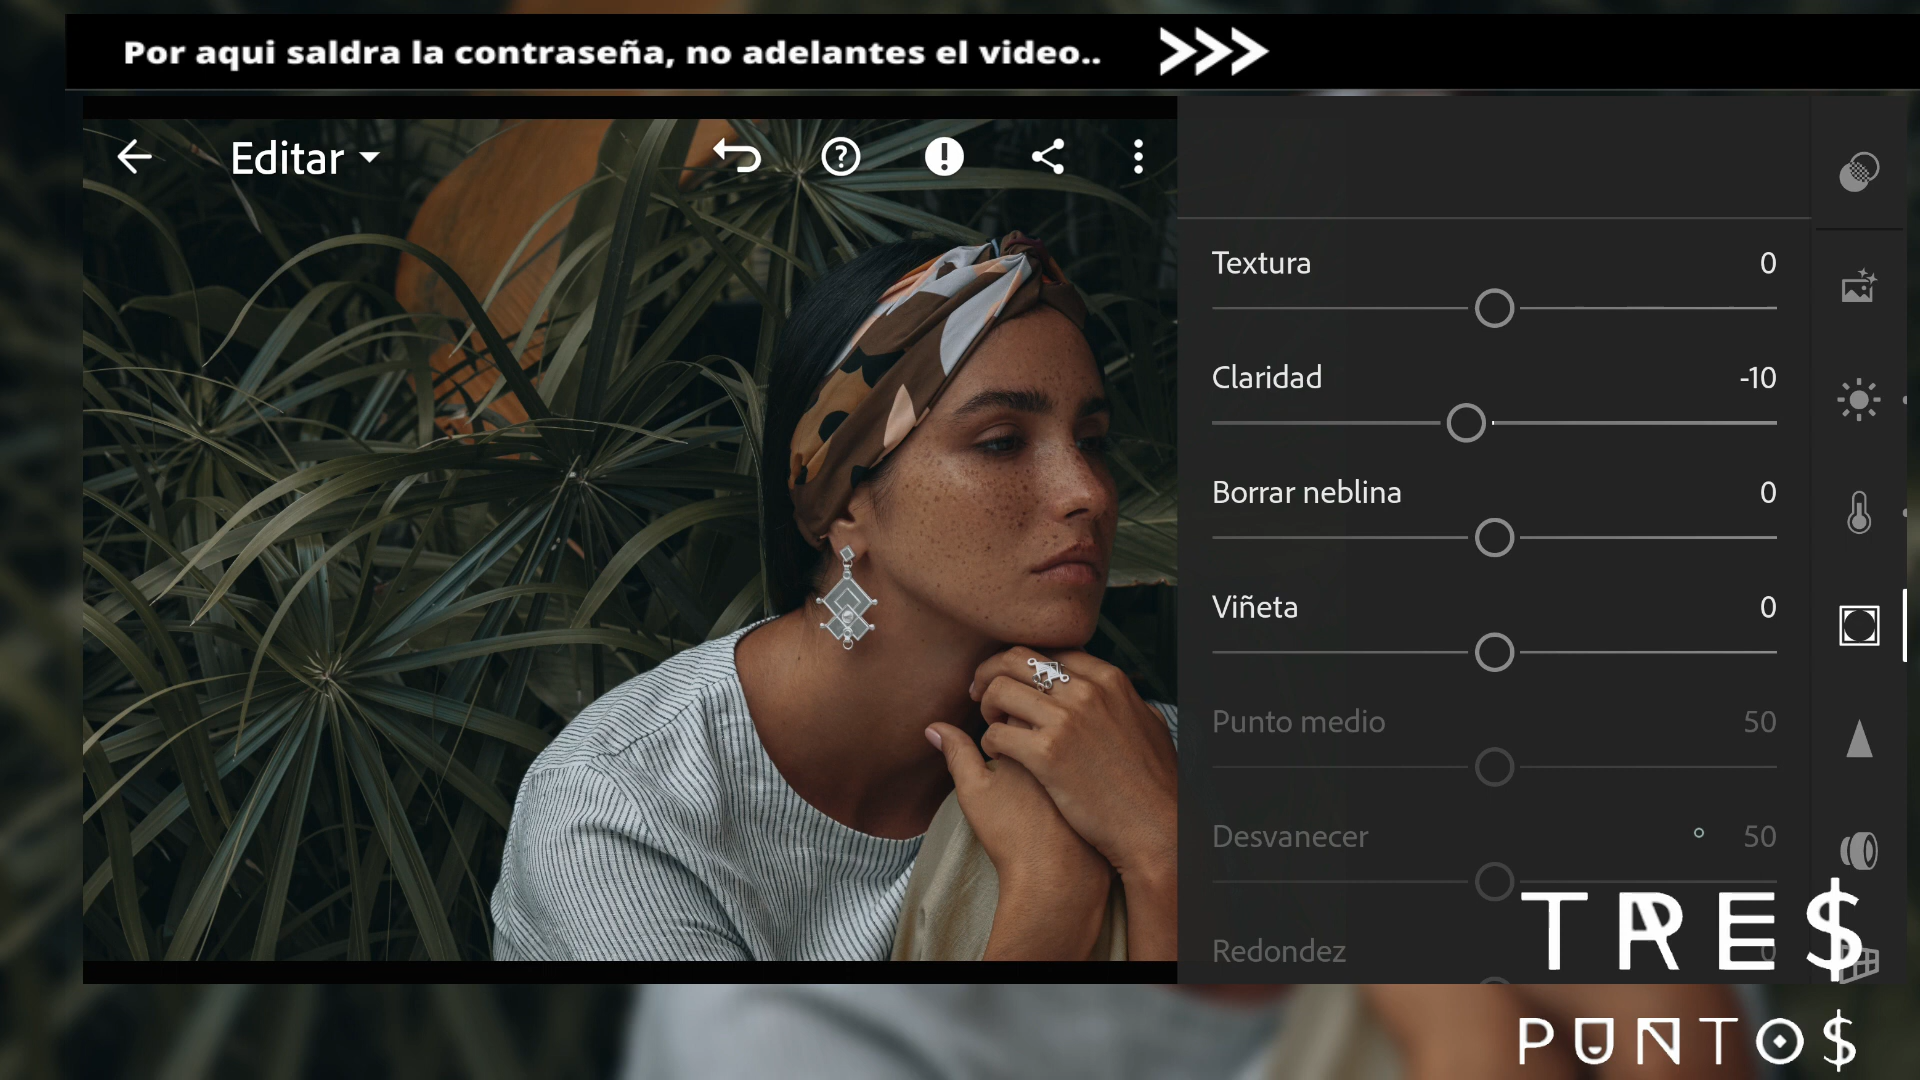 Por aqui saldra la contraseña, no adelantes el video..
Editar
Textura 0
Claridad -10
Borrar neblina 0
Viñeta 0
Punto medio 50
Desvanecer 50
Redondez 0
TRE$
PUNTO$